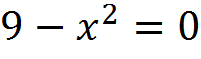 9 − x² = 0